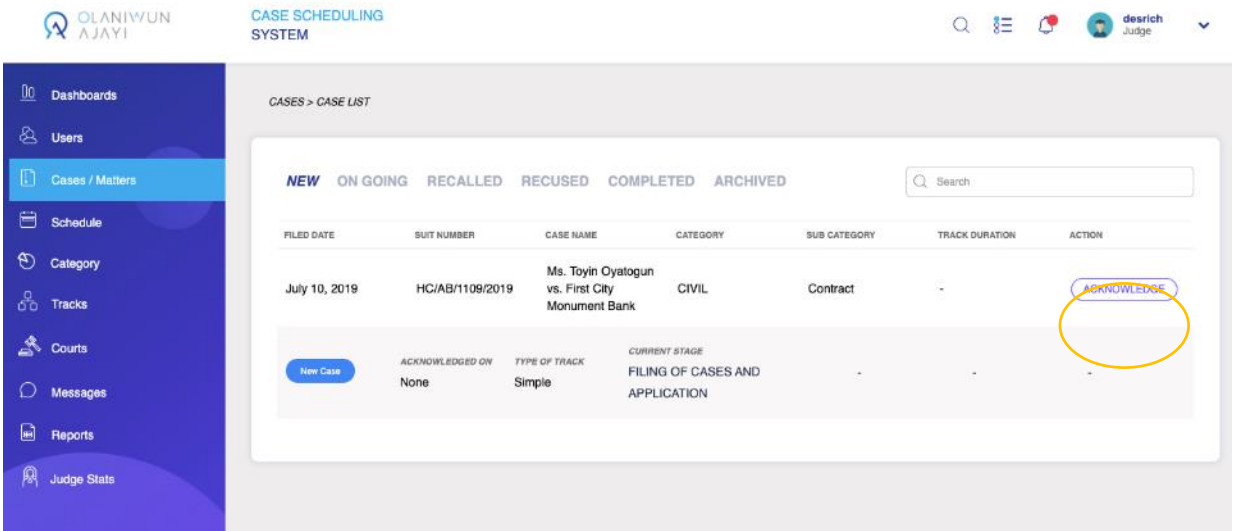 OLANIWUN
AJAYI
CASE SCHEDULING
SYSTEM
desrich
Judge
Dashboards
Users
Cases / Matters
Schedule
Category
Tracks
Courts
Messages
Reports
Judge Stats
CASES > CASE LIST
NEW ON GOING RECALLED RECUSED COMPLETED ARCHIVED
Search
FILED DATE SUIT NUMBER CASE NAME CATEGORY SUB CATEGORY TRACK DURATION ACTION
July 10, 2019 HC/AB/1109/2019 Ms. Toyin Oyatogun
vs. First City
Monument Bank CIVIL Contract - ACKNOWLEDGE
New Case
ACKNOWLEDGED ON
None
TYPE OF TRACK
Simple
CURRENT STAGE
FILING OF CASES AND
APPLICATION
- - -